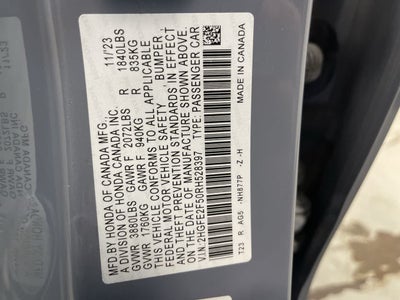 MFD. BY HONDA OF CANADA MFG.
A DIVISION OF HONDA CANADA INC. 11/23
GVWR 3880LBS GAWR F 2072LBS R 1840LBS
GVWR 1760KG GAWR F 940KG R 835KG
THIS VEHICLE CONFORMS TO ALL APPLICABLE
FEDERAL MOTOR VEHICLE SAFETY, BUMPER,
AND THEFT PREVENTION STANDARDS IN EFFECT
ON THE DATE OF MANUFACTURE SHOWN ABOVE.
V.I.N: 2HGFE2F50RH528397 TYPE: PASSENGER CAR
T23 R AG5 -NH877P -Z -H
MADE IN CANADA